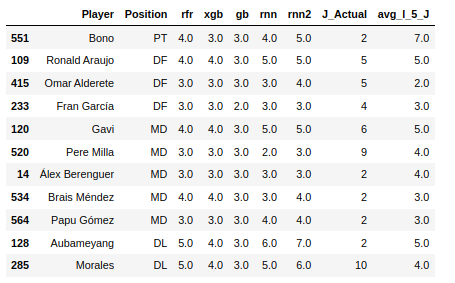 Player Position rfr xgb gb rnn rnn2 J_Actual avg_l_5_J
551 Bono PT 4.0 3.0 3.0 4.0 5.0 2 7.0
109 Ronald Araujo DF 4.0 4.0 3.0 5.0 5.0 5 5.0
415 Omar Alderete DF 3.0 3.0 3.0 3.0 4.0 5 2.0
233 Fran García DF 3.0 3.0 2.0 3.0 3.0 4 3.0
120 Gavi MD 4.0 4.0 3.0 5.0 5.0 6 5.0
520 Pere Milla MD 3.0 3.0 3.0 2.0 3.0 9 4.0
14 Álex Berenguer MD 3.0 3.0 3.0 3.0 3.0 2 4.0
534 Brais Méndez MD 4.0 4.0 3.0 3.0 4.0 2 3.0
564 Papu Gómez MD 3.0 3.0 3.0 4.0 4.0 2 3.0
128 Aubameyang DL 5.0 4.0 3.0 6.0 7.0 2 5.0
285 Morales DL 5.0 4.0 3.0 5.0 6.0 10 4.0